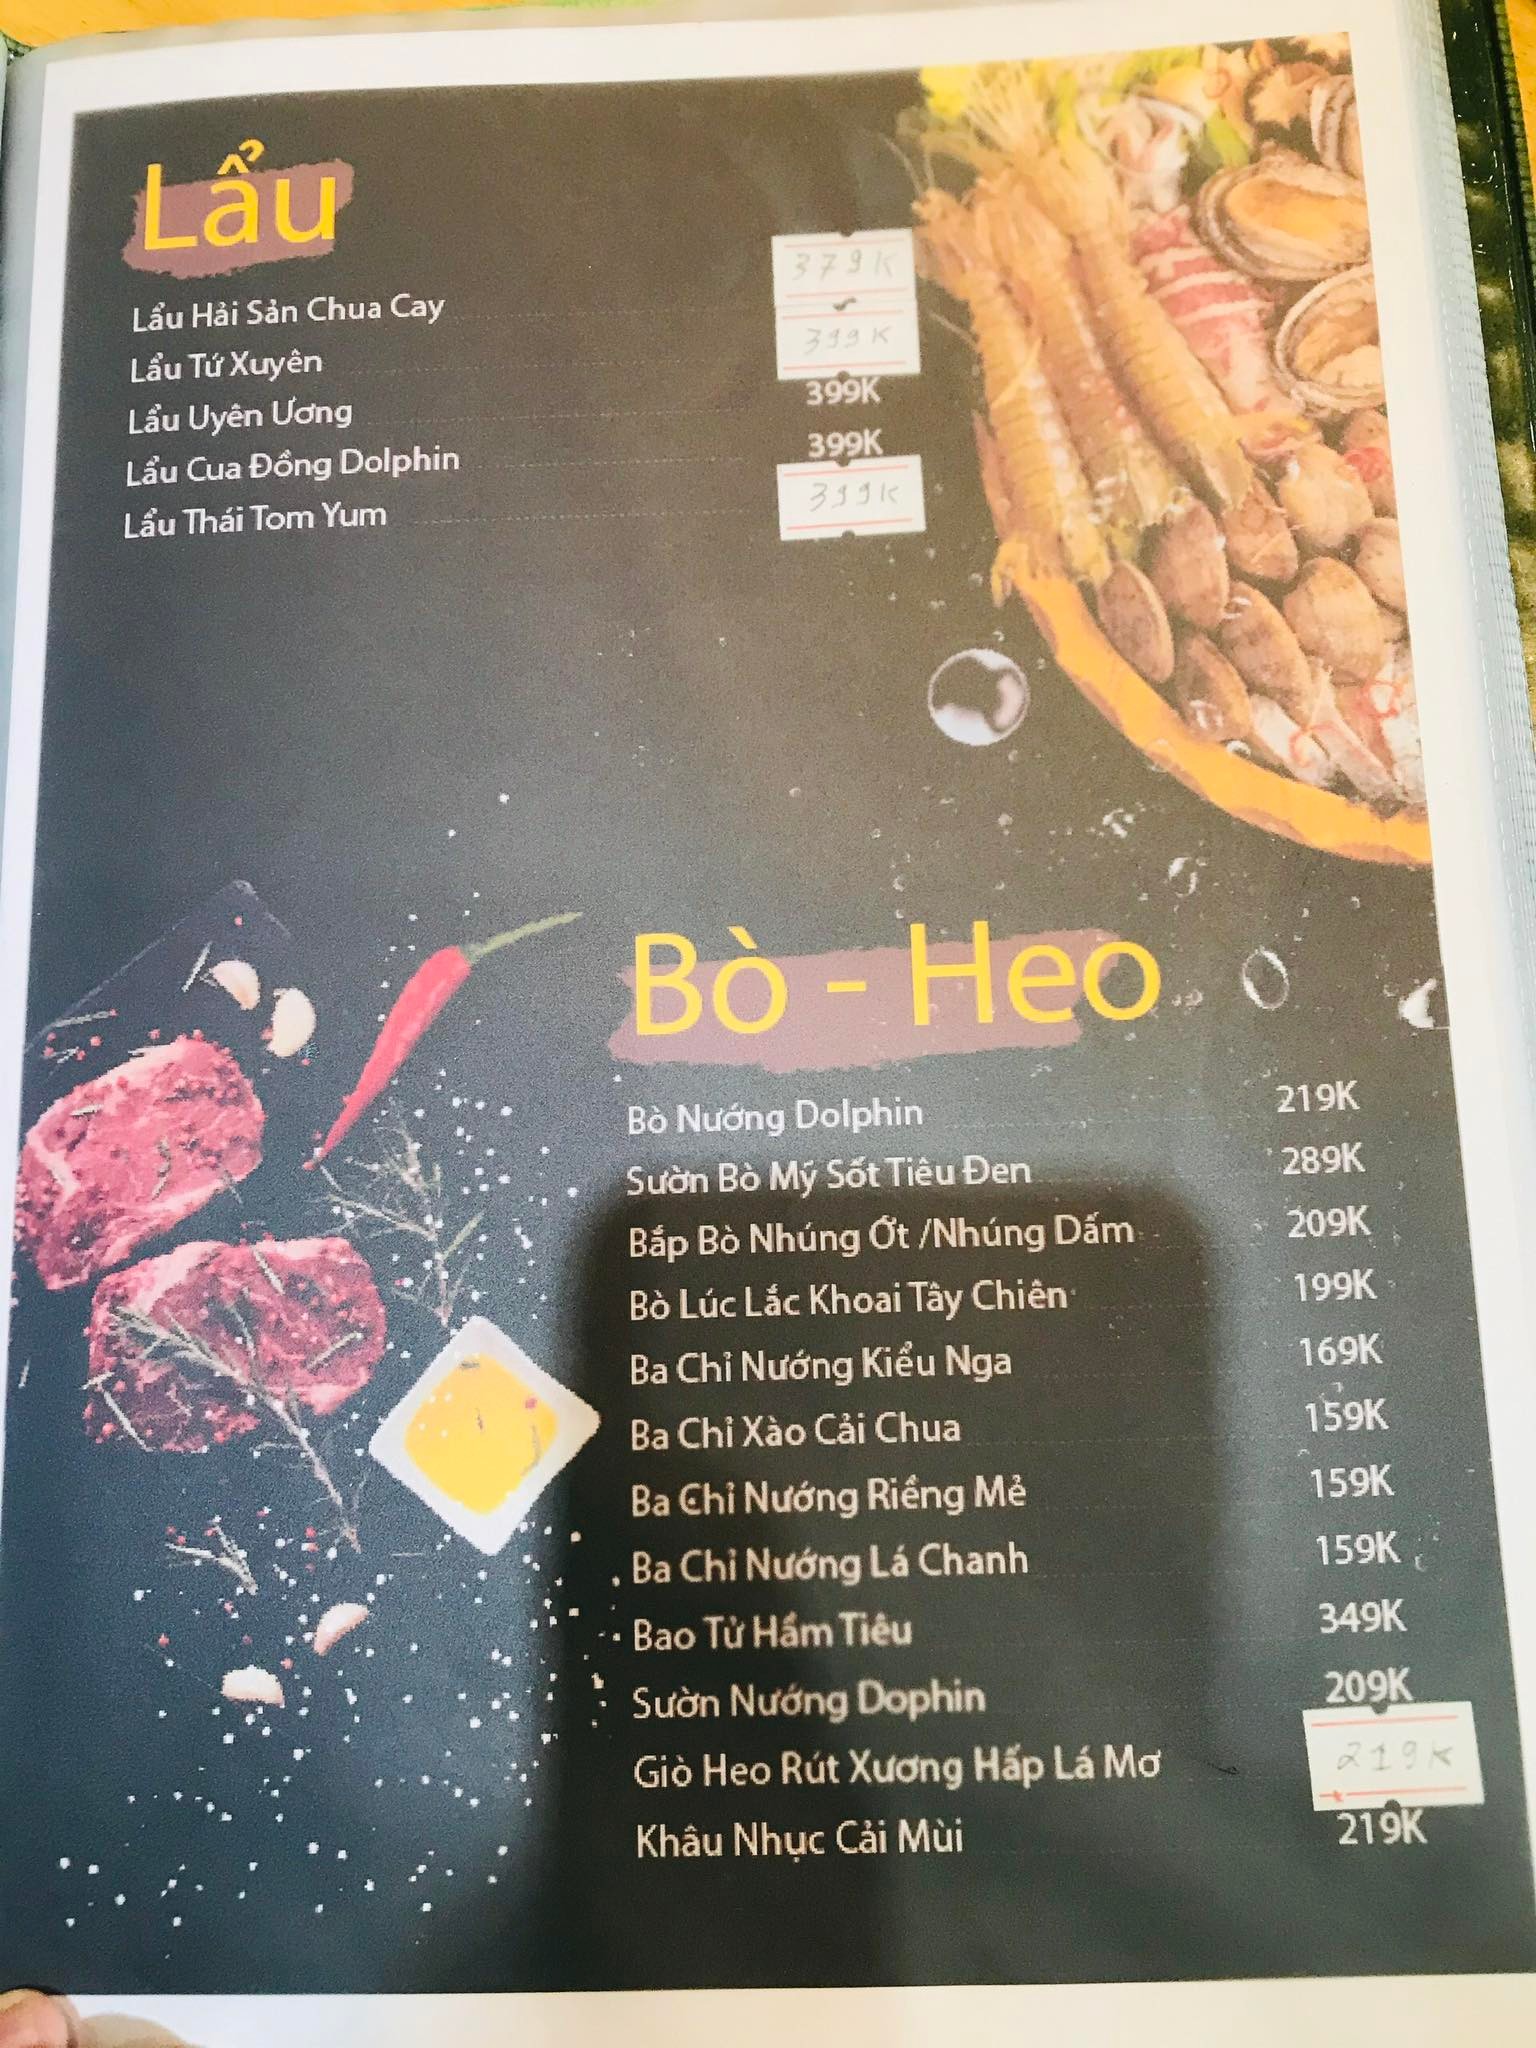 Lẩu
Lẩu Hải Sản Chua Cay 379K
Lẩu Tứ Xuyên 399K
Lẩu Uyên Ương 399K
Lẩu Cua Đồng Dolphin 399K
Lẩu Thái Tom Yum 399K
Bò - Heo
Bò Nướng Dolphin 219K
Sườn Bò Mỹ Sốt Tiêu Đen 289K
Bắp Bò Nhúng Ớt /Nhúng Dấm 209K
Bò Lúc Lắc Khoai Tây Chiên 199K
Ba Chỉ Nướng Kiểu Nga 169K
Ba Chỉ Xào Cải Chua 159K
Ba Chỉ Nướng Riềng Mẻ 159K
Ba Chỉ Nướng Lá Chanh 159K
Bao Tử Hầm Tiêu 349K
Sườn Nướng Dophin 209K
Giò Heo Rút Xương Hấp Lá Mơ 219K
Khâu Nhục Cải Mùi 219K